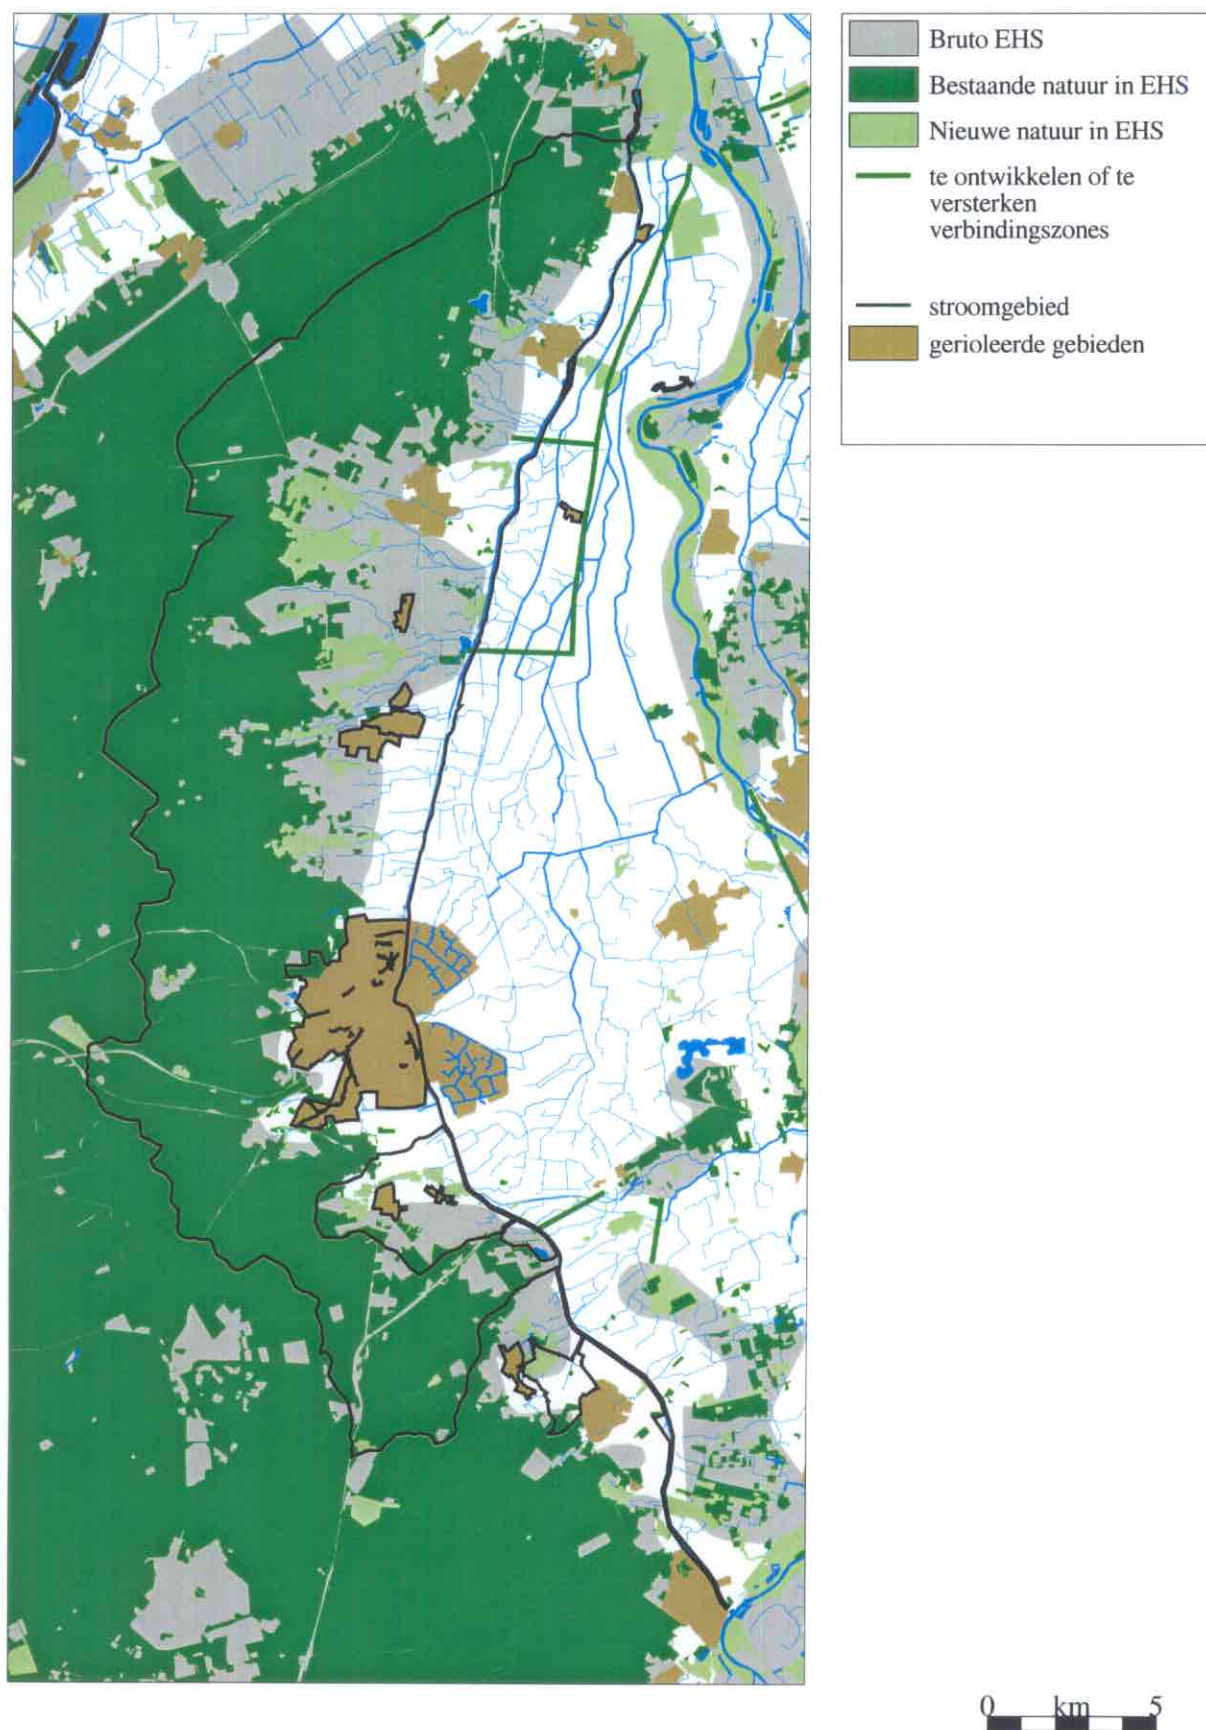 Bruto EHS
Bestaande natuur in EHS
Nieuwe natuur in EHS
te ontwikkelen of te
versterken
verbindingszones
stroomgebied
gerioleerde gebieden
0 km 5